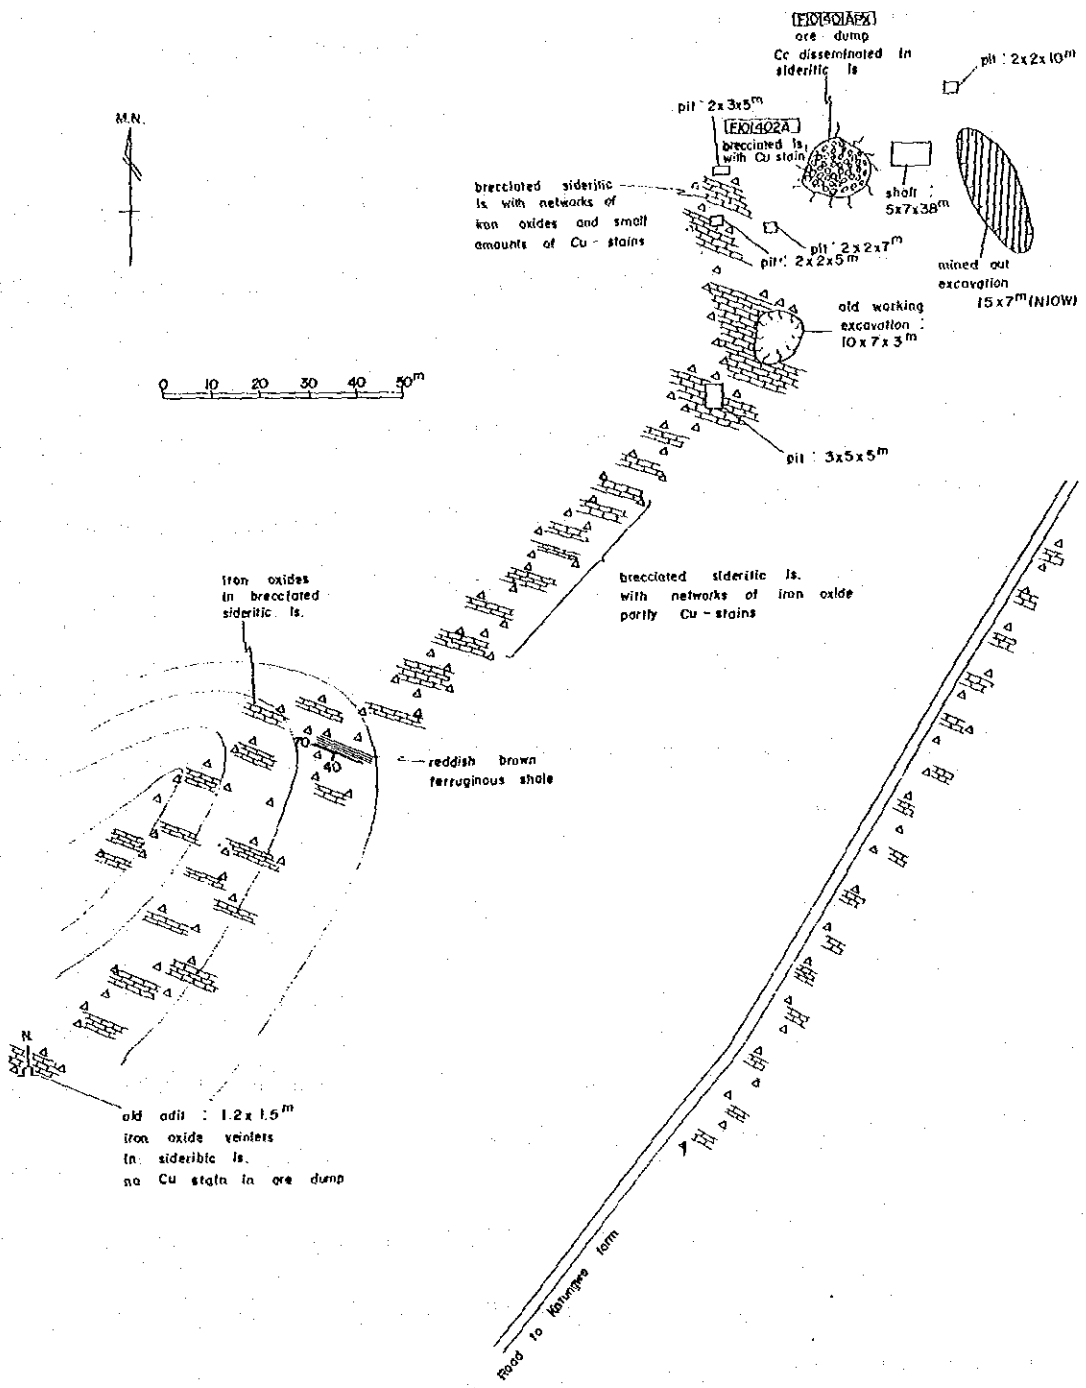 [E101401APX]
ore dump
Cc disseminated in
sideritic ls
pit : 2x2x10m
pit : 2x3x5m
M.N.
[E101402A]
brecciated ls
with Cu stain
shaft :
5x7x38m
brecciated sideritic
ls with networks of
iron oxides and small
amounts of Cu - stains
pit : 2x2x7m
pit : 2x2x5m
mined out
excavation
15x7m (N10W)
old working
excavation :
10x7x3m
0 10 20 30 40 50m
pit : 3x5x5m
iron oxides
in brecciated
sideritic ls.
brecciated sideritic ls.
with networks of iron oxide
partly Cu - stains
70
40
reddish brown
ferruginous shale
N
old adit : 1.2x1.5m
iron oxide veinlets
in sideribic ls.
no Cu stain in ore dump
Road to Katungwe farm